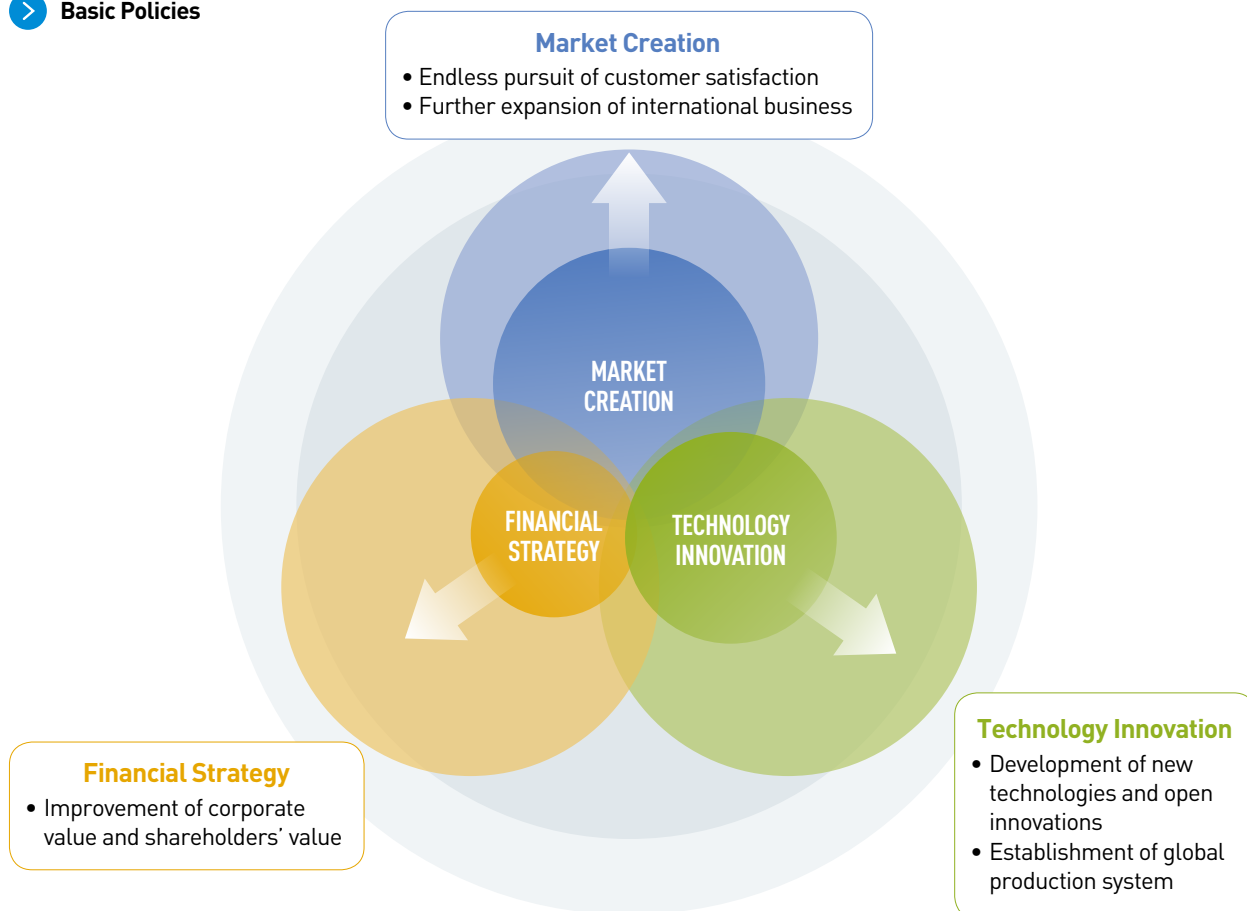 Basic Policies
Market Creation
• Endless pursuit of customer satisfaction
• Further expansion of international business
MARKET
CREATION
FINANCIAL
STRATEGY
TECHNOLOGY
INNOVATION
Financial Strategy
• Improvement of corporate
value and shareholders’ value
Technology Innovation
• Development of new
technologies and open
innovations
• Establishment of global
production system